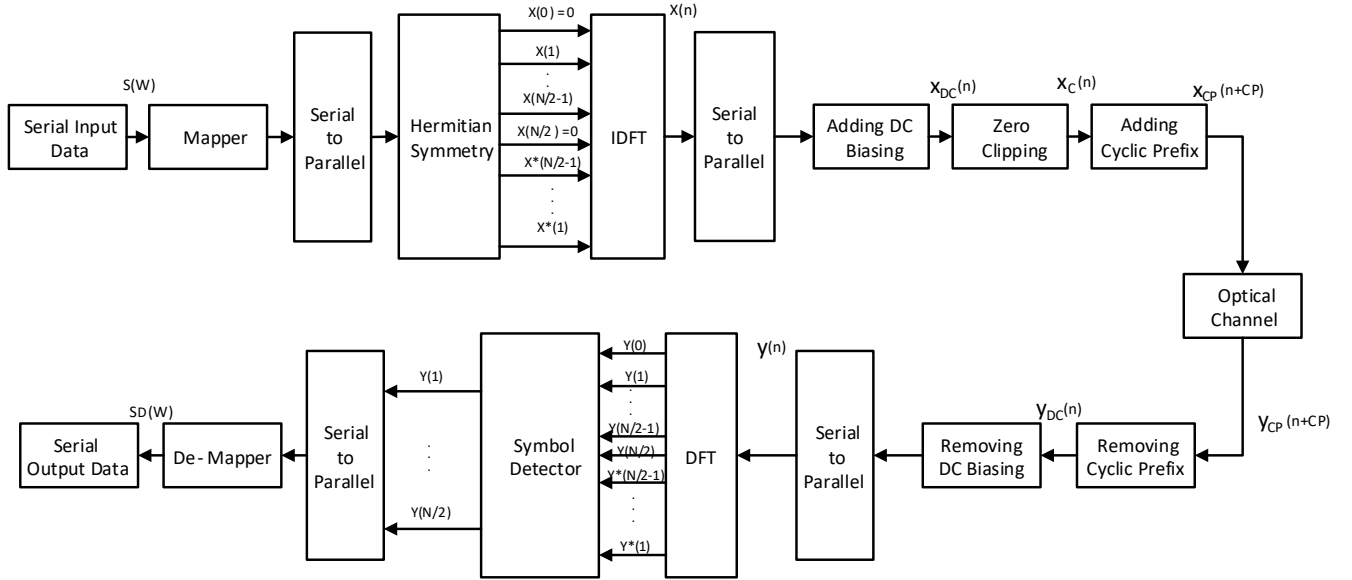 S(W)
Serial Input
Data
Mapper
Serial
to
Parallel
Hermitian
Symmetry
X(0) =0
X(1)
X(N/2-1)
X(N/2 ) =0
X*(N/2-1)
X*(1)
IDFT
X(n)
Serial
to
Parallel
Adding DC
Biasing
xDC(n)
Zero
Clipping
xC(n)
Adding
Cyclic Prefix
xCP (n+CP)
Optical
Channel
yCP (n+CP)
Removing
Cyclic Prefix
yDC(n)
Removing
DC Biasing
Serial
to
Parallel
y(n)
DFT
Y(0)
Y(1)
Y(N/2-1)
Y(N/2)
Y*(N/2-1)
Y*(1)
Symbol
Detector
Y(1)
Y(N/2)
Serial
to
Parallel
De- Mapper
SD(W)
Serial
Output Data